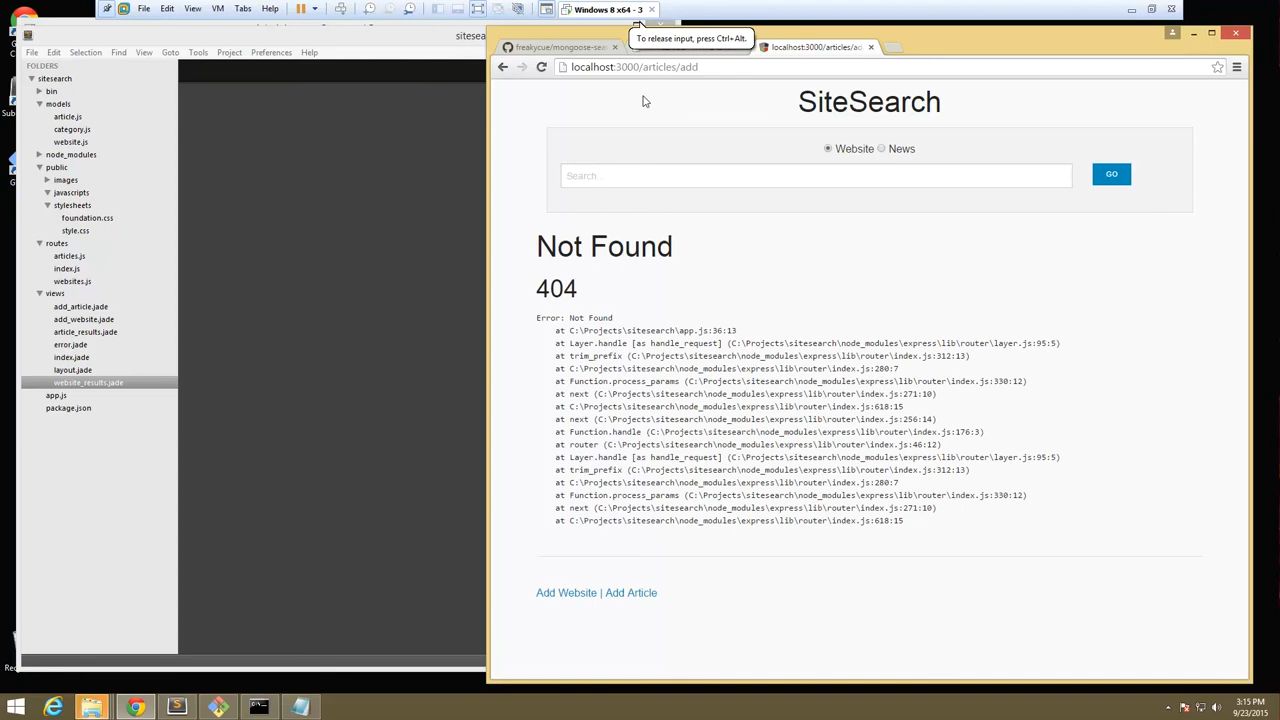 File Edit View VM Tabs Help
Windows 8 x64 - 3
To release input, press Ctrl+Alt.
sitese
File Edit Selection Find View Goto Tools Project Preferences Help
FOLDERS
sitesearch
bin
models
article.js
category.js
website.js
node_modules
public
images
javascripts
stylesheets
foundation.css
style.css
routes
articles.js
index.js
websites.js
views
add_article.jade
add_website.jade
article_results.jade
error.jade
index.jade
layout.jade
website_results.jade
app.js
package.json
freakycue/mongoose-sea
localhost:3000/articles/ad
localhost:3000/articles/add
SiteSearch
Website News
Search...
GO
Not Found
404
Error: Not Found
at C:\Projects\sitesearch\app.js:36:13
at Layer.handle [as handle_request] (C:\Projects\sitesearch\node_modules\express\lib\router\layer.js:95:5)
at trim_prefix (C:\Projects\sitesearch\node_modules\express\lib\router\index.js:312:13)
at C:\Projects\sitesearch\node_modules\express\lib\router\index.js:280:7
at Function.process_params (C:\Projects\sitesearch\node_modules\express\lib\router\index.js:330:12)
at next (C:\Projects\sitesearch\node_modules\express\lib\router\index.js:271:10)
at C:\Projects\sitesearch\node_modules\express\lib\router\index.js:618:15
at next (C:\Projects\sitesearch\node_modules\express\lib\router\index.js:256:14)
at Function.handle (C:\Projects\sitesearch\node_modules\express\lib\router\index.js:176:3)
at router (C:\Projects\sitesearch\node_modules\express\lib\router\index.js:46:12)
at Layer.handle [as handle_request] (C:\Projects\sitesearch\node_modules\express\lib\router\layer.js:95:5)
at trim_prefix (C:\Projects\sitesearch\node_modules\express\lib\router\index.js:312:13)
at C:\Projects\sitesearch\node_modules\express\lib\router\index.js:280:7
at Function.process_params (C:\Projects\sitesearch\node_modules\express\lib\router\index.js:330:12)
at next (C:\Projects\sitesearch\node_modules\express\lib\router\index.js:271:10)
at C:\Projects\sitesearch\node_modules\express\lib\router\index.js:618:15
Add Website | Add Article
3:15 PM
9/23/2015